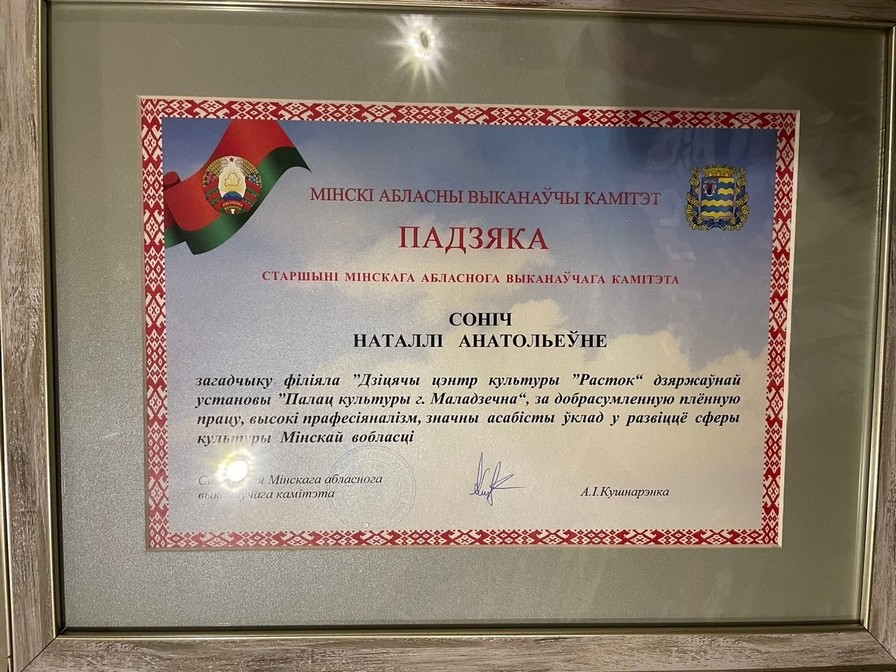 МІНСКІ АБЛАСНЫ ВЫКАНАЎЧЫ КАМІТЭТ
ПАДЗЯКА
СТАРШЫНІ МІНСКАГА АБЛАСНОГА ВЫКАНАЎЧАГА КАМІТЭТА
СОНІЧ
НАТАЛЛІ АНАТОЛЬЕЎНЕ
загадчыку філіяла "Дзіцячы цэнтр культуры "Расток“ дзяржаўнай
установы "Палац культуры г. Маладзечна“, за добрасумленную плённую
працу, высокі прафесіяналізм, значны асабісты ўклад у развіццё сферы
культуры Мінскай вобласці
Мінскага абласнога
выканаўчага камітэта
А.І.Кушнарэнка